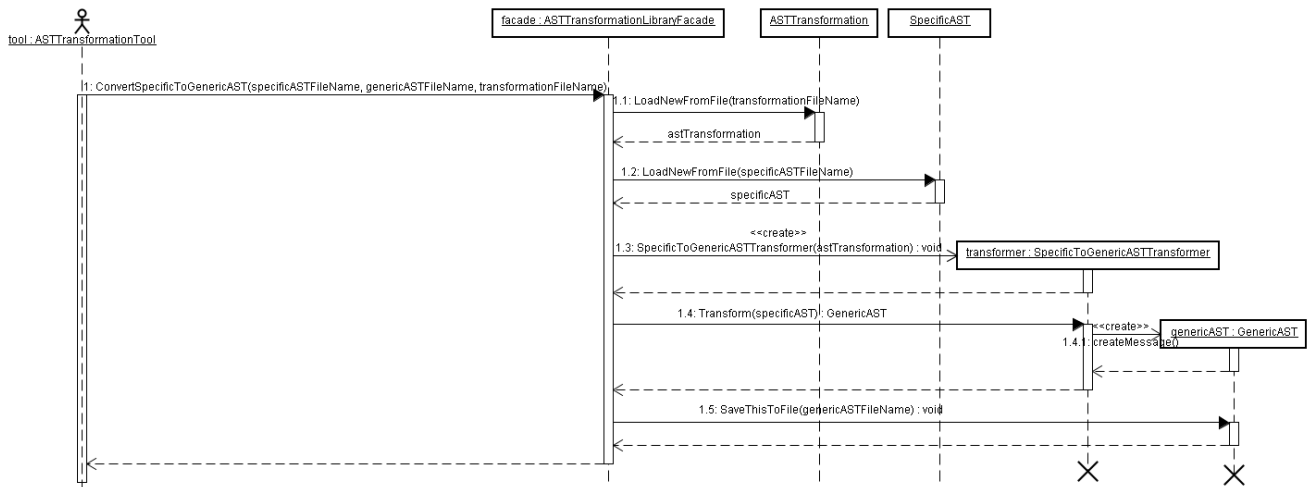 facade : ASTTransformationLibraryFacade
ASTTransformation
SpecificAST
tool : ASTTransformationTool
1: ConvertSpecificToGenericAST(specificASTFileName, genericASTFileName, transformationFileName)
1.1: LoadNewFromFile(transformationFileName)
astTransformation
1.2: LoadNewFromFile(specificASTFileName)
specificAST
<<create>>
1.3: SpecificToGenericASTTransformer(astTransformation) : void
transformer : SpecificToGenericASTTransformer
1.4: Transform(specificAST) : GenericAST
<<create>>
1.4.1: createMessage()
genericAST : GenericAST
1.5: SaveThisToFile(genericASTFileName) : void